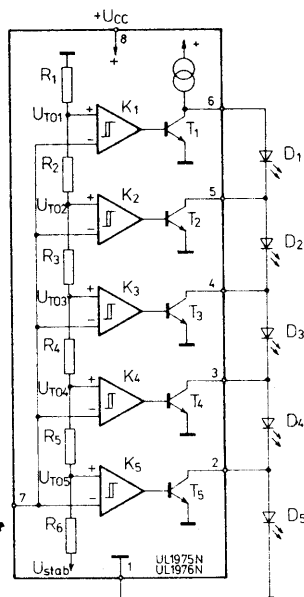 +UCC
8
+
+
R1
K1
6
UT01
+
−
T1
D1
R2
K2
5
UT02
+
−
T2
D2
R3
K3
4
UT03
+
−
T3
D3
R4
K4
3
UT04
+
−
T4
D4
R5
K5
2
UT05
+
−
T5
D5
7
R6
Ustab
1
UL1975N
UL1976N